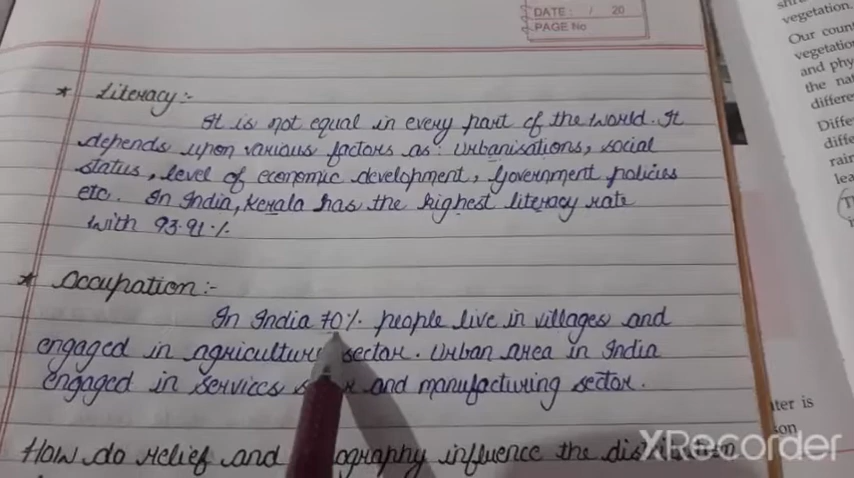 DATE: / 20
PAGE No
* Literacy:-
It is not equal in every part of the world. It
depends upon various factors as: Urbanisations, social
status, level of economic development, Government policies
etc. In India, Kerala has the highest literacy rate
with 93.91%
* Occupation:-
In India 70% people live in villages and
engaged in agriculture sector. Urban area in India
engaged in services and manufacturing sector.
How do relief and influence the
vegetation.
Our coun
vegetatio
and phy
the nat
differe
Diffe
diffe
rain
lea
ter is
XRecorder